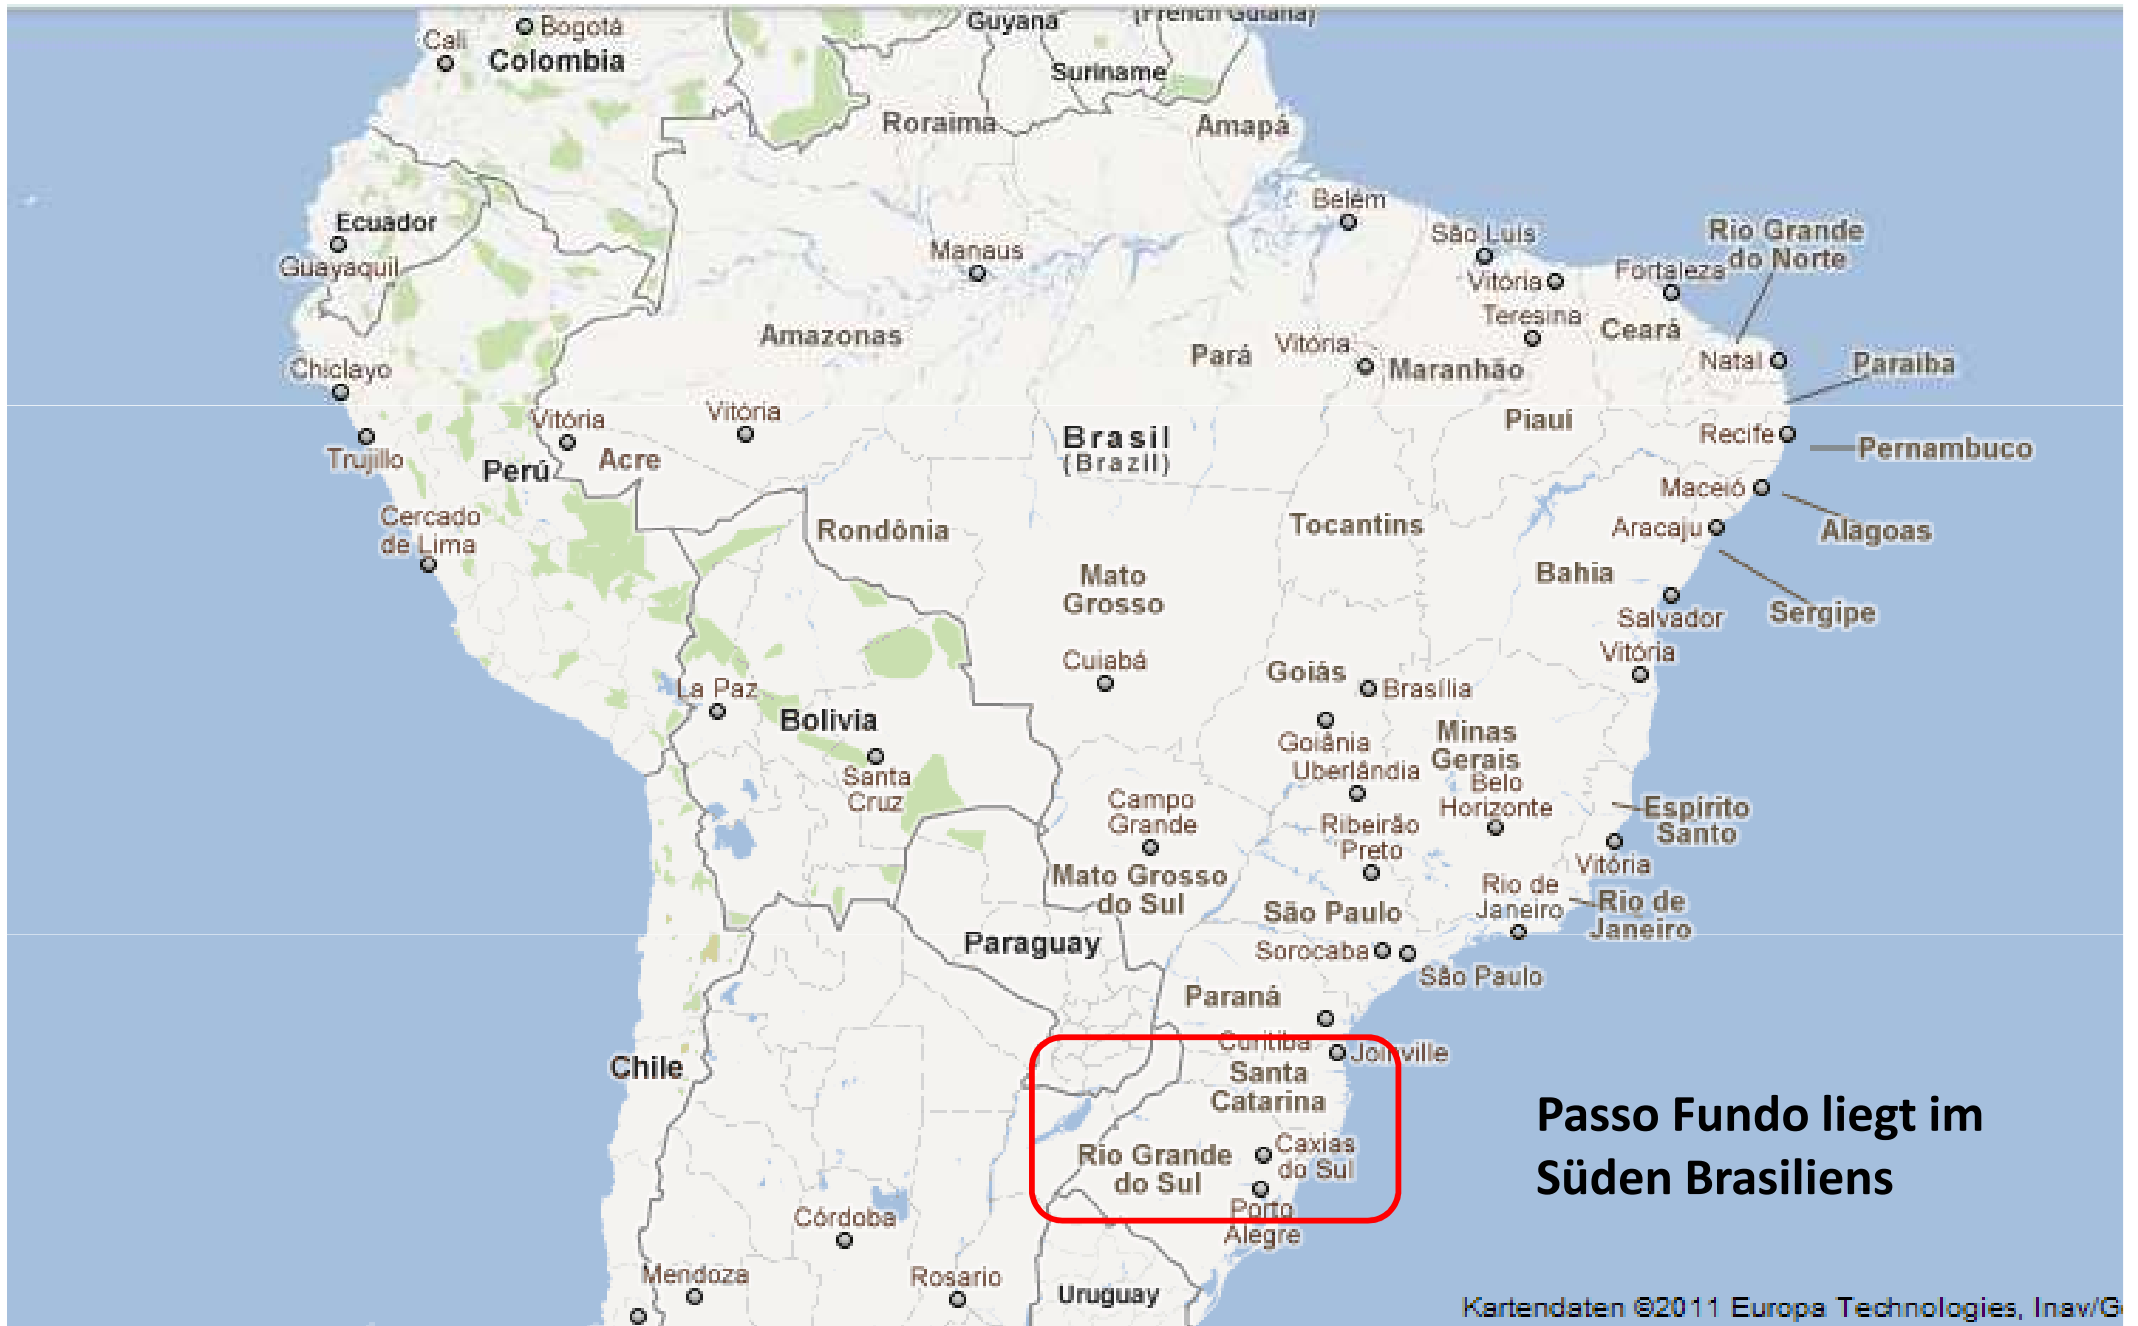 Guyana
(French Guiana)
Bogotá
Cali
Colombia
Suriname
Roraima
Amapá
Belém
Ecuador
São Luís
Rio Grande
do Norte
Manaus
Guayaquil
Vitória
Fortaleza
Teresina
Ceará
Amazonas
Pará
Vitória
Maranhão
Natal
Paraíba
Chiclayo
Vitória
Vitória
Piauí
Brasil
(Brazil)
Recife
Pernambuco
Trujillo
Perú
Acre
Maceió
Cercado
de Lima
Rondônia
Tocantins
Aracaju
Alagoas
Mato
Grosso
Bahia
Salvador
Sergipe
Cuiabá
Vitória
Goiás
Brasília
La Paz
Bolivia
Goiânia
Minas
Gerais
Uberlândia
Santa
Cruz
Belo
Horizonte
Campo
Grande
Espírito
Santo
Ribeirão
Preto
Vitória
Mato Grosso
do Sul
Rio de
Janeiro
Rio de
Janeiro
São Paulo
Paraguay
Sorocaba
São Paulo
Paraná
Curitiba
Joinville
Chile
Santa
Catarina
Passo Fundo liegt im
Süden Brasiliens
Rio Grande
do Sul
Caxias
do Sul
Porto
Alegre
Córdoba
Mendoza
Rosario
Uruguay
Kartendaten ©2011 Europa Technologies, Inav/G